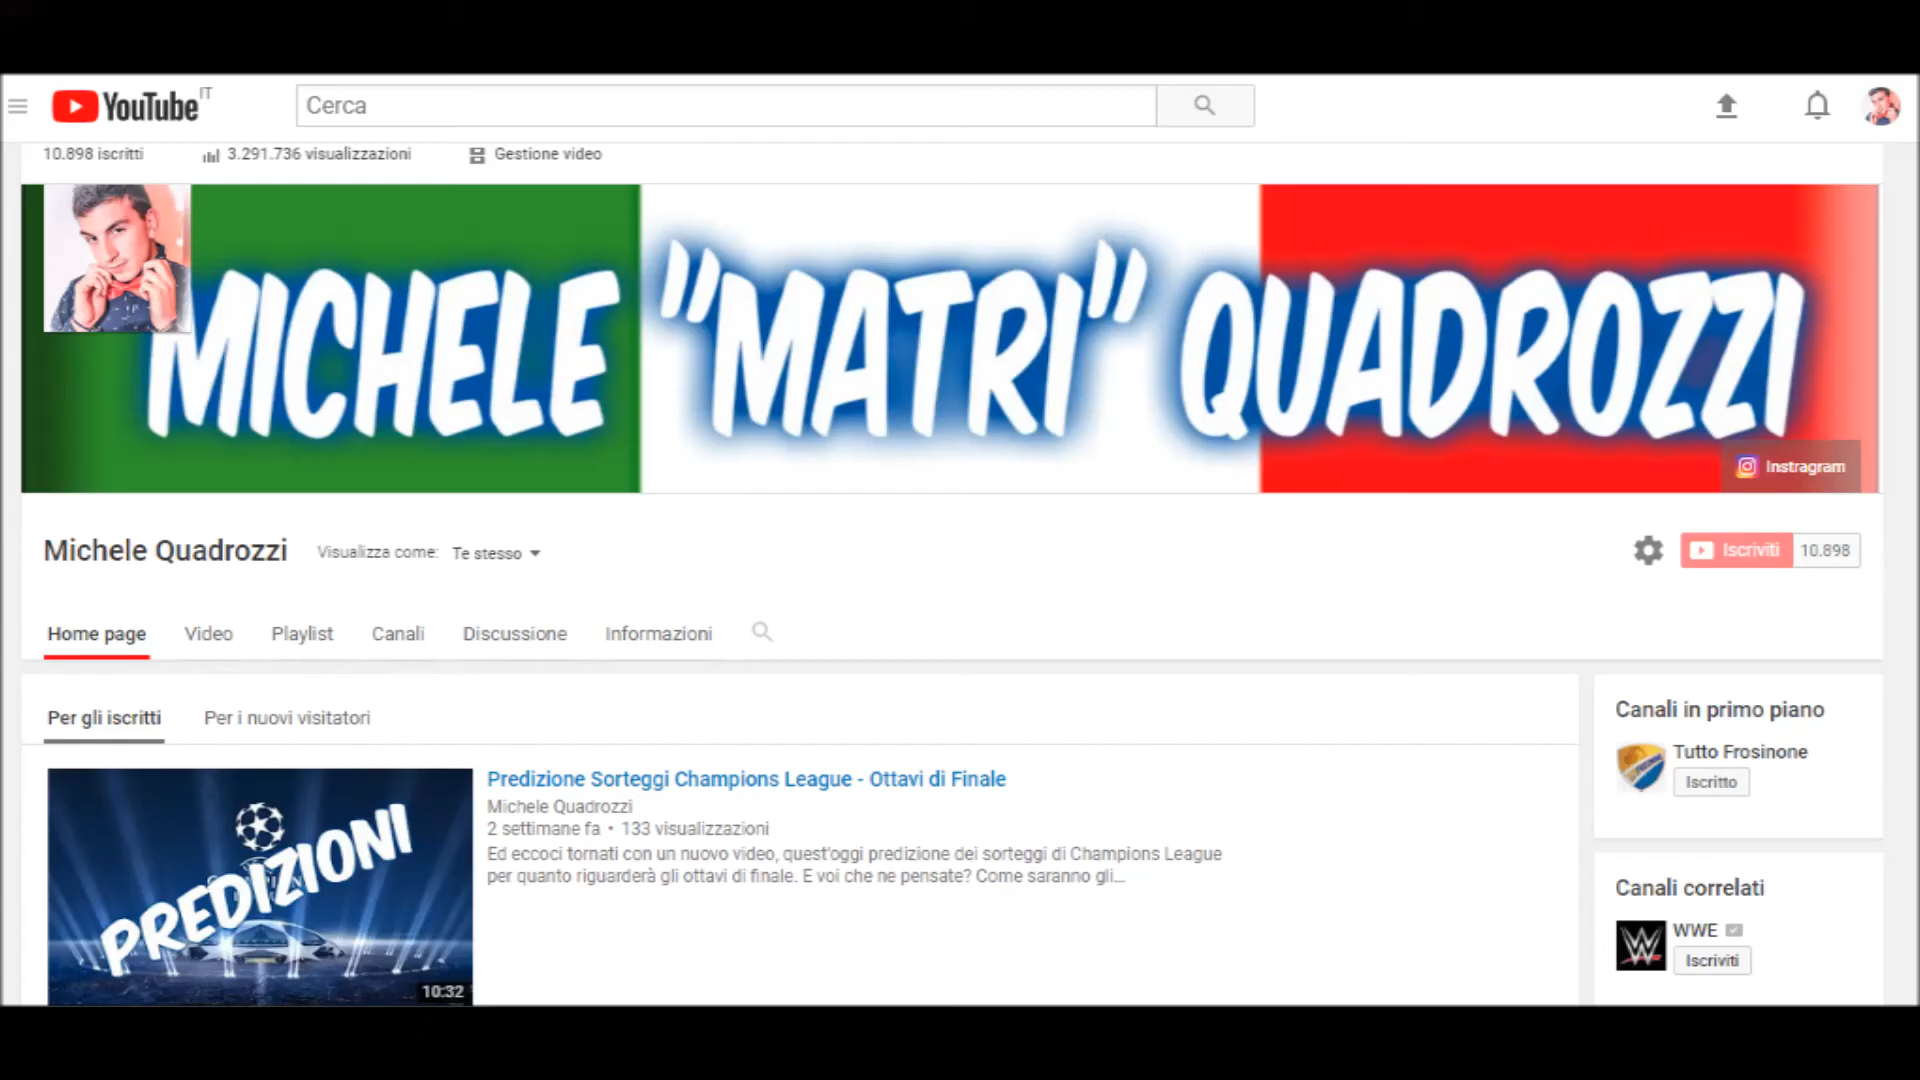 YouTube IT
Cerca
10.898 iscritti
3.291.736 visualizzazioni
Gestione video
MICHELE "MATRI" QUADROZZI
Instragram
Michele Quadrozzi
Visualizza come: Te stesso
Iscriviti 10.898
Home page
Video
Playlist
Canali
Discussione
Informazioni
Per gli iscritti
Per i nuovi visitatori
PREDIZIONI
10:32
Predizione Sorteggi Champions League - Ottavi di Finale
Michele Quadrozzi
2 settimane fa • 133 visualizzazioni
Ed eccoci tornati con un nuovo video, quest'oggi predizione dei sorteggi di Champions League
per quanto riguarderà gli ottavi di finale. E voi che ne pensate? Come saranno gli...
Canali in primo piano
Tutto Frosinone
Iscritto
Canali correlati
WWE
Iscriviti